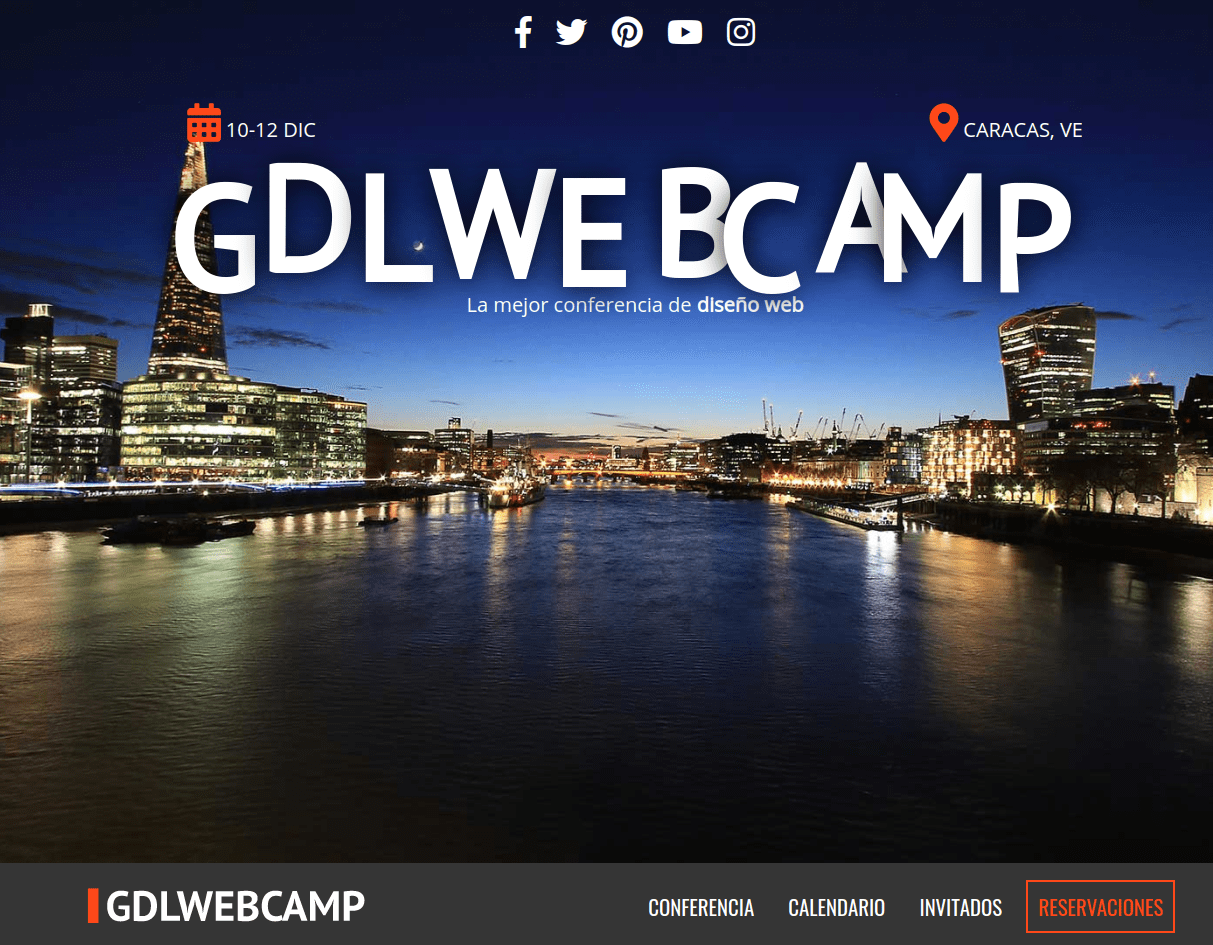 10-12 DIC
CARACAS, VE
GDLWEBCAMP
La mejor conferencia de diseño web
GDLWEBCAMP
CONFERENCIA CALENDARIO INVITADOS RESERVACIONES